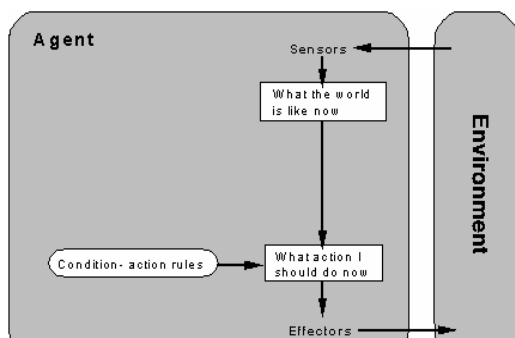 Agent
Sensors
What the world
is like now
Environment
Condition- action rules
What action I
should do now
Effectors